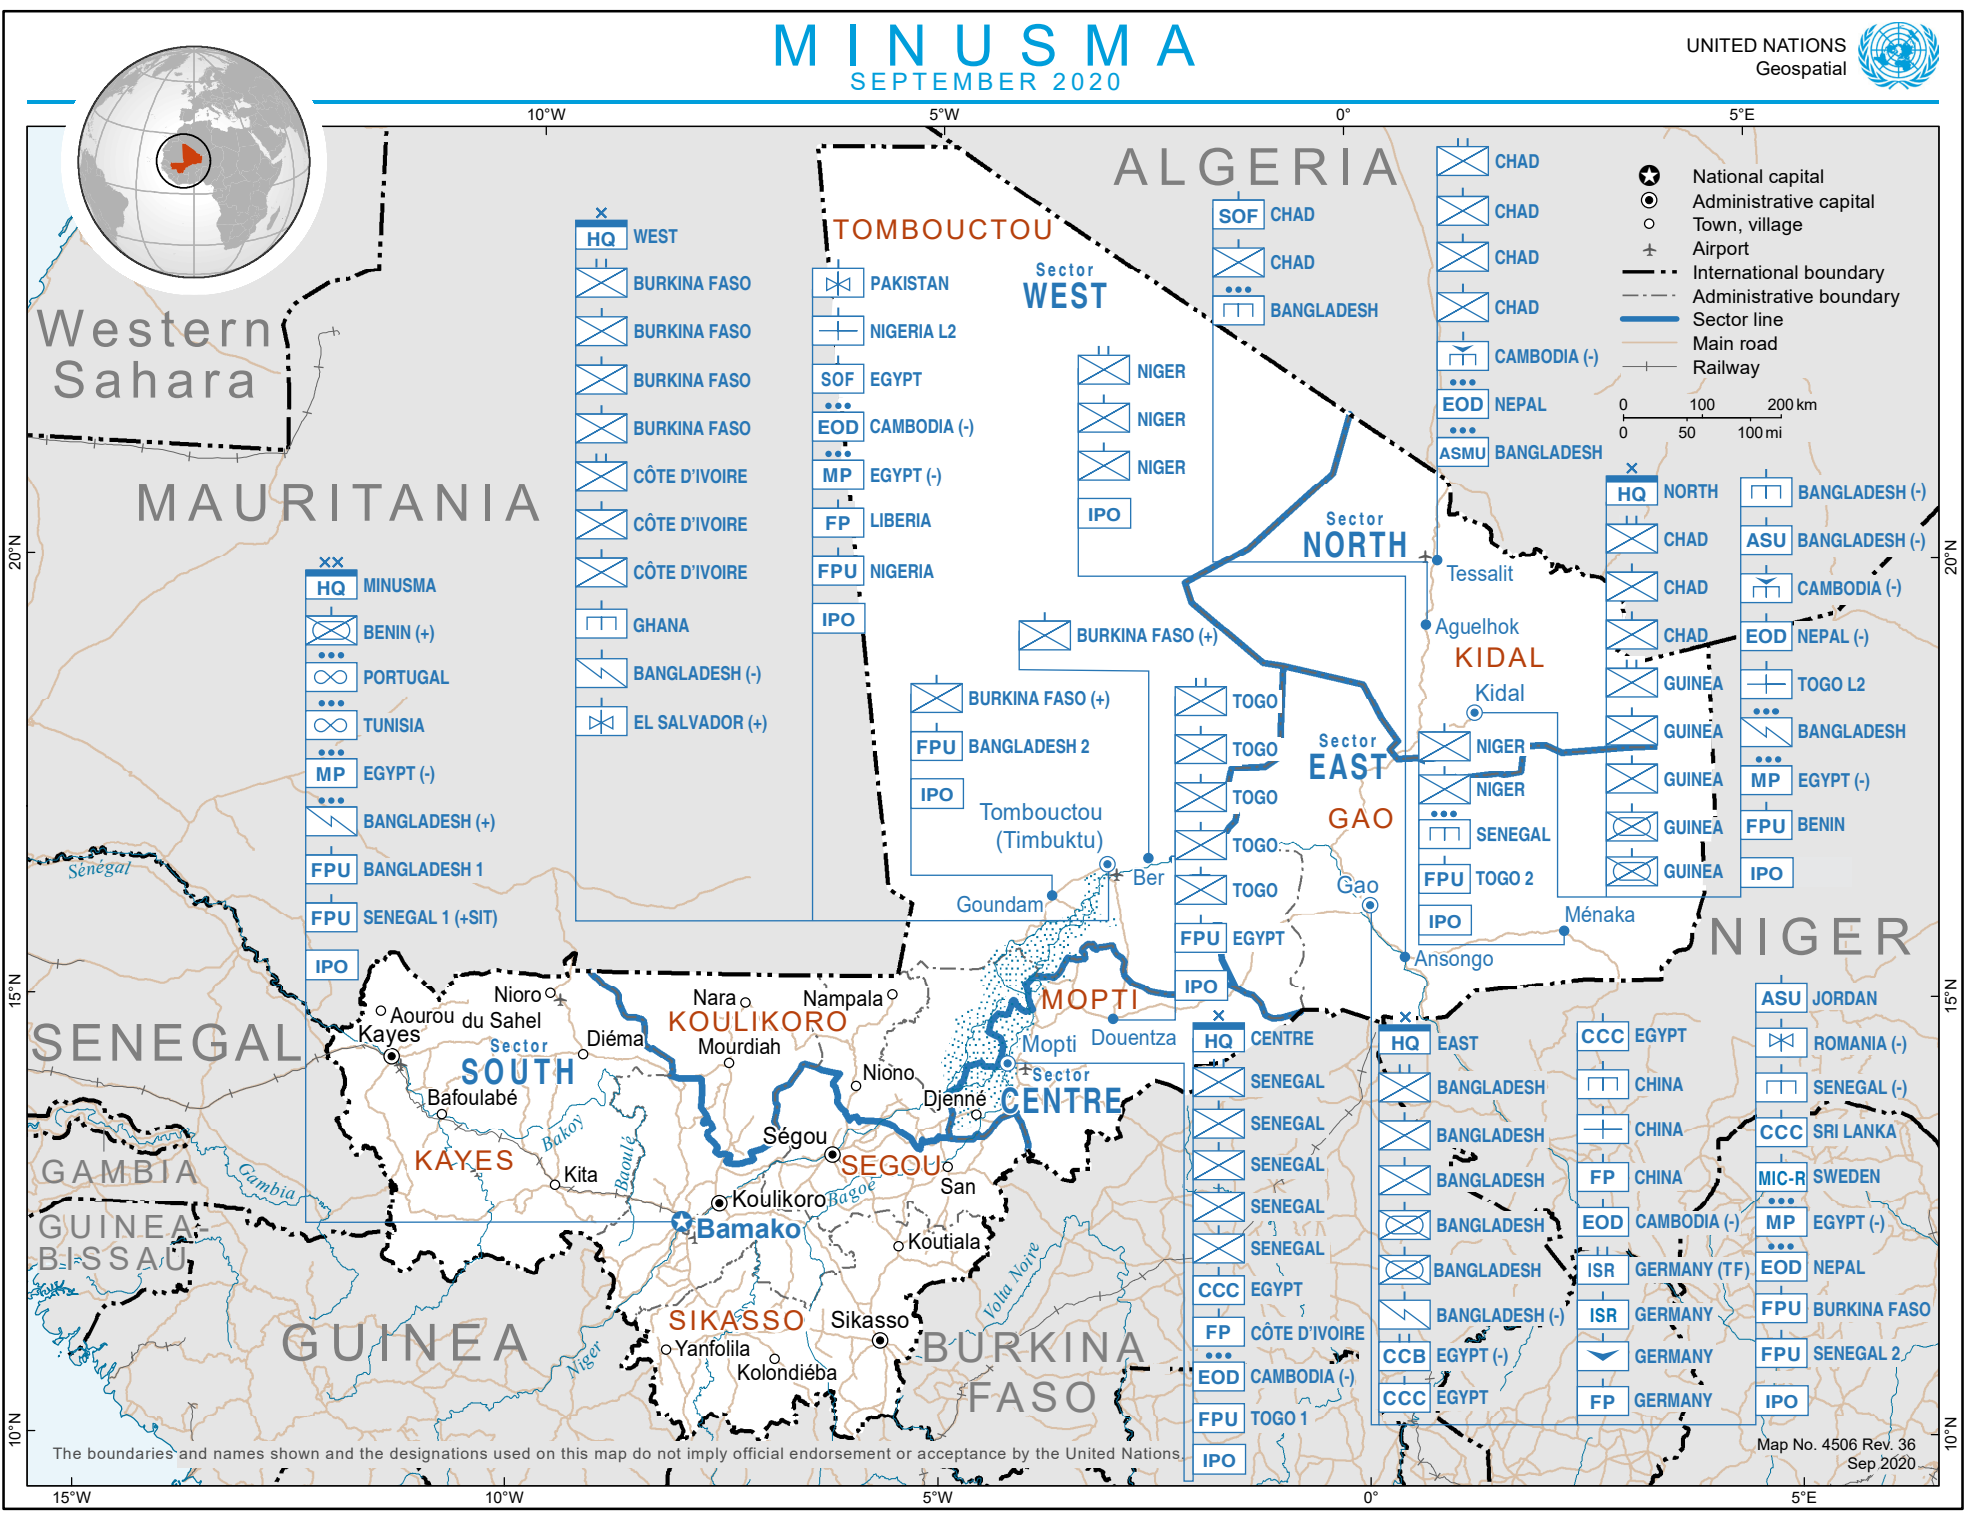 MINUSMA
SEPTEMBER 2020
UNITED NATIONS
Geospatial
10°W
5°W
0°
5°E
ALGERIA
Western
Sahara
MAURITANIA
TOMBOUCTOU
Sector
WEST
National capital
Administrative capital
Town, village
Airport
International boundary
Administrative boundary
Sector line
Main road
Railway
0 100 200 km
0 50 100 mi
HQ WEST
BURKINA FASO
BURKINA FASO
BURKINA FASO
BURKINA FASO
CÔTE D'IVOIRE
CÔTE D'IVOIRE
CÔTE D'IVOIRE
GHANA
BANGLADESH (-)
EL SALVADOR (+)
PAKISTAN
NIGERIA L2
SOF EGYPT
EOD CAMBODIA (-)
MP EGYPT (-)
FP LIBERIA
FPU NIGERIA
IPO
SOF CHAD
CHAD
BANGLADESH
CHAD
CHAD
CHAD
CHAD
CAMBODIA (-)
EOD NEPAL
ASMU BANGLADESH
NIGER
NIGER
NIGER
IPO
HQ NORTH
CHAD
CHAD
CHAD
GUINEA
GUINEA
GUINEA
GUINEA
GUINEA
BANGLADESH (-)
ASU BANGLADESH (-)
CAMBODIA (-)
EOD NEPAL (-)
TOGO L2
BANGLADESH
MP EGYPT (-)
FPU BENIN
IPO
20°N
20°N
HQ MINUSMA
BENIN (+)
PORTUGAL
TUNISIA
MP EGYPT (-)
BANGLADESH (+)
FPU BANGLADESH 1
FPU SENEGAL 1 (+SIT)
IPO
Sector
NORTH
Tessalit
Aguelhok
KIDAL
Kidal
BURKINA FASO (+)
BURKINA FASO (+)
FPU BANGLADESH 2
IPO
TOGO
TOGO
TOGO
TOGO
TOGO
FPU EGYPT
IPO
Sector
EAST
GAO
NIGER
NIGER
SENEGAL
FPU TOGO 2
IPO
Tombouctou
(Timbuktu)
Ber
Goundam
Gao
Ménaka
Ansongo
NIGER
Sénégal
15°N
15°N
SENEGAL
Nioro
du Sahel
Aourou
Kayes
Nara
Nampala
KOULIKORO
Mourdiah
Diéma
Sector
SOUTH
Bafoulabé
Niono
MOPTI
Mopti
Douentza
Sector
CENTRE
Djenné
Bakoy
Baoulé
Ségou
SEGOU
KAYES
Kita
San
Koulikoro
Bagoe
Bamako
Koutiala
GAMBIA
Gambia
GUINEA-
BISSAU
GUINEA
SIKASSO
Sikasso
Yanfolila
Kolondiéba
Niger
Volta Noire
BURKINA
FASO
HQ CENTRE
SENEGAL
SENEGAL
SENEGAL
SENEGAL
SENEGAL
CCC EGYPT
FP CÔTE D'IVOIRE
EOD CAMBODIA (-)
FPU TOGO 1
IPO
HQ EAST
BANGLADESH
BANGLADESH
BANGLADESH
BANGLADESH
BANGLADESH
BANGLADESH (-)
CCB EGYPT (-)
CCC EGYPT
CCC EGYPT
CHINA
CHINA
FP CHINA
EOD CAMBODIA (-)
ISR GERMANY (TF)
ISR GERMANY
GERMANY
FP GERMANY
ASU JORDAN
ROMANIA (-)
SENEGAL (-)
CCC SRI LANKA
MIC-R SWEDEN
MP EGYPT (-)
EOD NEPAL
FPU BURKINA FASO
FPU SENEGAL 2
IPO
10°N
10°N
The boundaries and names shown and the designations used on this map do not imply official endorsement or acceptance by the United Nations.
Map No. 4506 Rev. 36
Sep 2020
15°W
10°W
5°W
0°
5°E